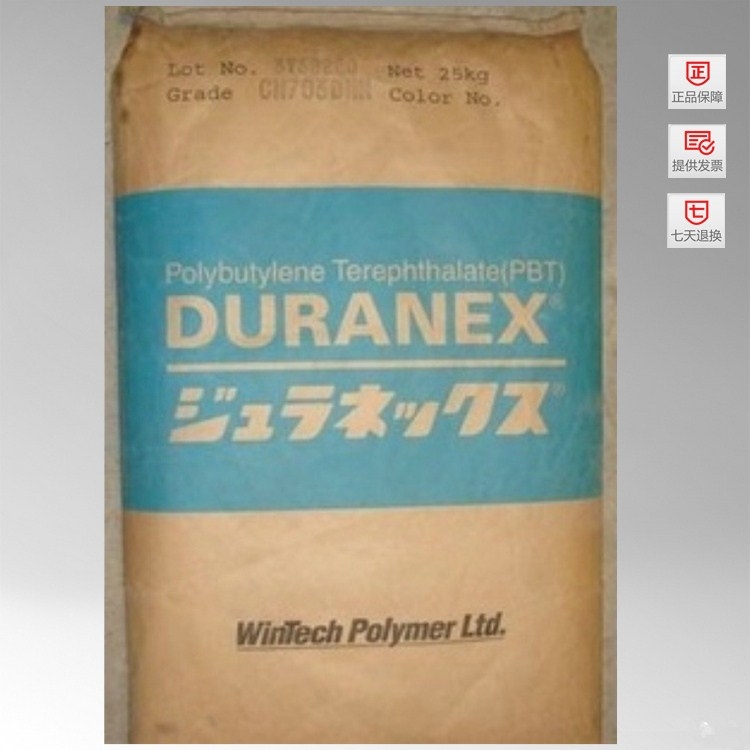 Lot No. Net 25kg
Grade Color No.
Polybutylene Terephthalate(PBT)
DURANEX®
ジュラネックス®
WinTech Polymer Ltd.
正品保障
提供发票
七天退换